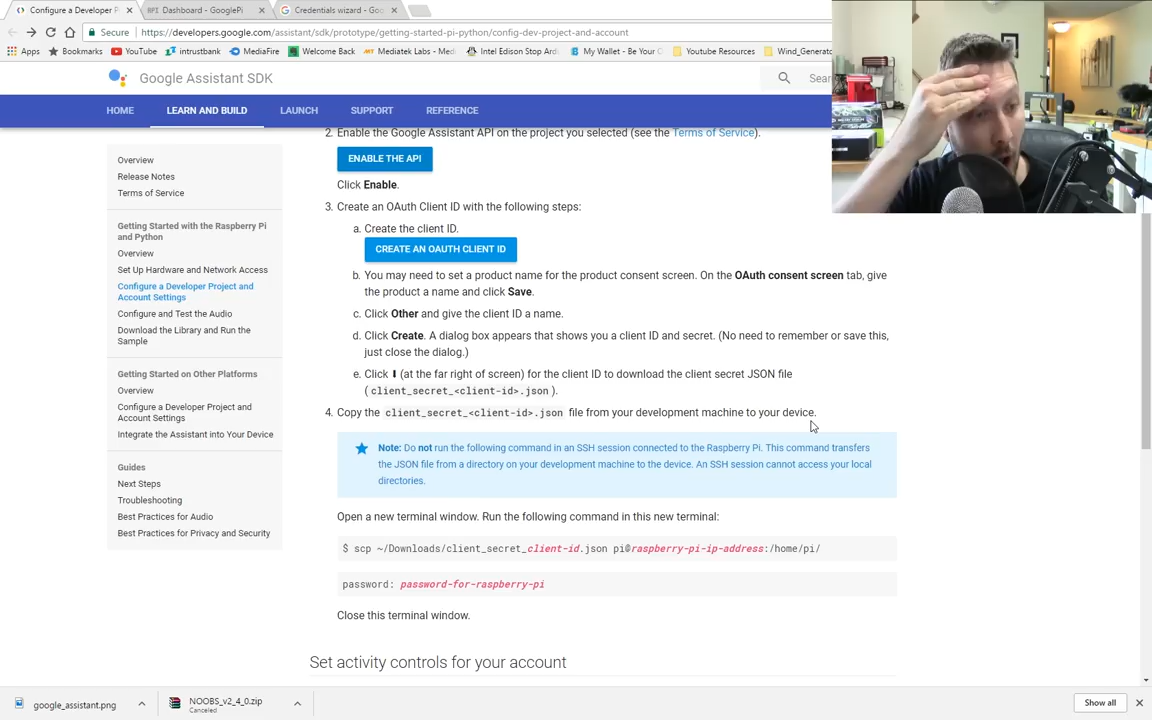 Configure a Developer P
Dashboard - GooglePi
Credentials wizard - Goo
Secure
https://developers.google.com/assistant/sdk/prototype/getting-started-pi-python/config-dev-project-and-account
Apps
Bookmarks
YouTube
intrustbank
MediaFire
Welcome Back
Mediatek Labs - Med
Intel Edison Stop Ard
My Wallet - Be Your O
Youtube Resources
Wind_Generator
Google Assistant SDK
HOME
LEARN AND BUILD
LAUNCH
SUPPORT
REFERENCE
Overview
Release Notes
Terms of Service
Getting Started with the Raspberry Pi
and Python
Overview
Set Up Hardware and Network Access
Configure a Developer Project and
Account Settings
Configure and Test the Audio
Download the Library and Run the
Sample
Getting Started on Other Platforms
Overview
Configure a Developer Project and
Account Settings
Integrate the Assistant into Your Device
Guides
Next Steps
Troubleshooting
Best Practices for Audio
Best Practices for Privacy and Security
2. Enable the Google Assistant API on the project you selected (see the Terms of Service).
ENABLE THE API
Click Enable.
3. Create an OAuth Client ID with the following steps:
a. Create the client ID.
CREATE AN OAUTH CLIENT ID
b. You may need to set a product name for the product consent screen. On the OAuth consent screen tab, give
the product a name and click Save.
c. Click Other and give the client ID a name.
d. Click Create. A dialog box appears that shows you a client ID and secret. (No need to remember or save this,
just close the dialog.)
e. Click ⬇ (at the far right of screen) for the client ID to download the client secret JSON file
(client_secret_<client-id>.json).
4. Copy the client_secret_<client-id>.json file from your development machine to your device.
Note: Do not run the following command in an SSH session connected to the Raspberry Pi. This command transfers
the JSON file from a directory on your development machine to the device. An SSH session cannot access your local
directories.
Open a new terminal window. Run the following command in this new terminal:
$ scp ~/Downloads/client_secret_client-id.json pi@raspberry-pi-ip-address:/home/pi/
password: password-for-raspberry-pi
Close this terminal window.
Set activity controls for your account
google_assistant.png
NOOBS_v2_4_0.zip
Canceled
Show all